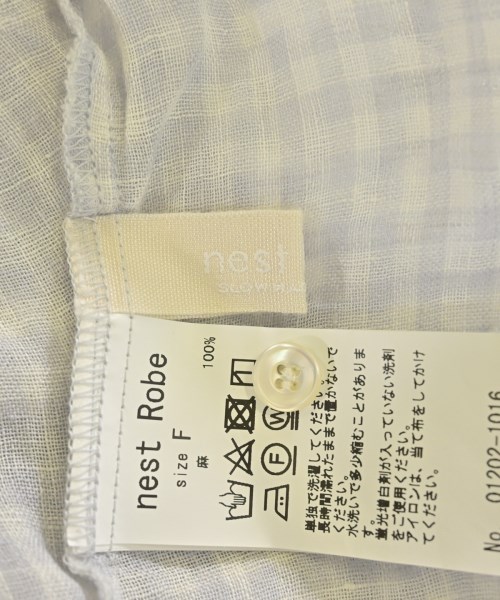 nest
SLOW MADE
nest Robe
size F
麻 100%
単独で洗濯してください。
長時間濡れたままで置かないで
ください。
水洗いで多少縮むことがありま
す。
蛍光増白剤が入っていない洗剤
をご使用ください。
アイロンは、当て布をしてかけ
てください。
No. 01202-1016